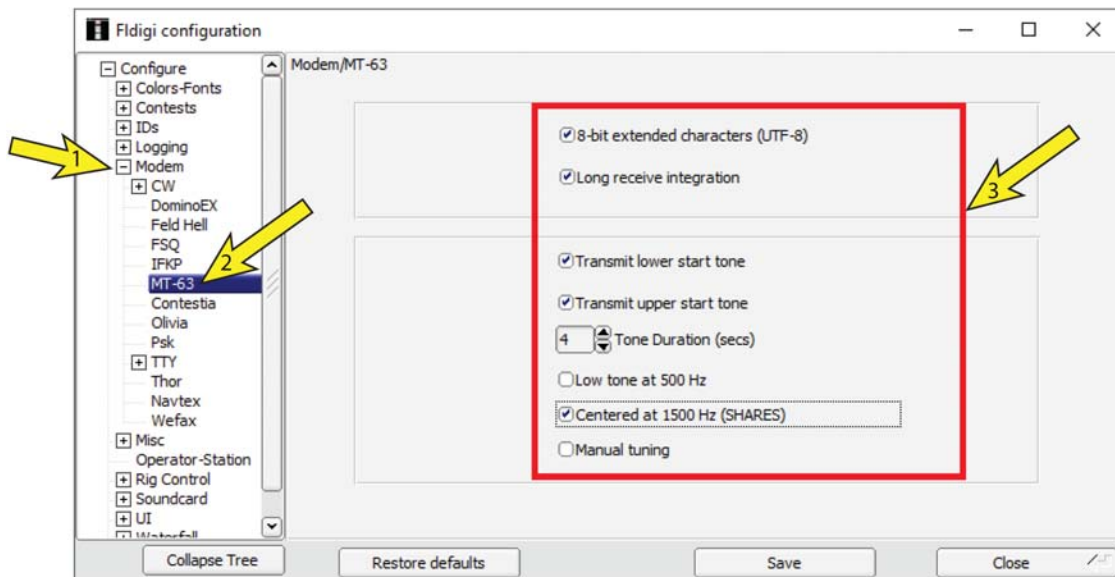 Fldigi configuration
Configure
Colors-Fonts
Contests
IDs
Logging
Modem
CW
DominoEX
Feld Hell
FSQ
IFKP
MT-63
Contestia
Olivia
Psk
TTY
Thor
Navtex
Wefax
Misc
Operator-Station
Rig Control
Soundcard
UI
Waterfall
1
2
Modem/MT-63
8-bit extended characters (UTF-8)
Long receive integration
3
Transmit lower start tone
Transmit upper start tone
4 Tone Duration (secs)
Low tone at 500 Hz
Centered at 1500 Hz (SHARES)
Manual tuning
Collapse Tree
Restore defaults
Save
Close